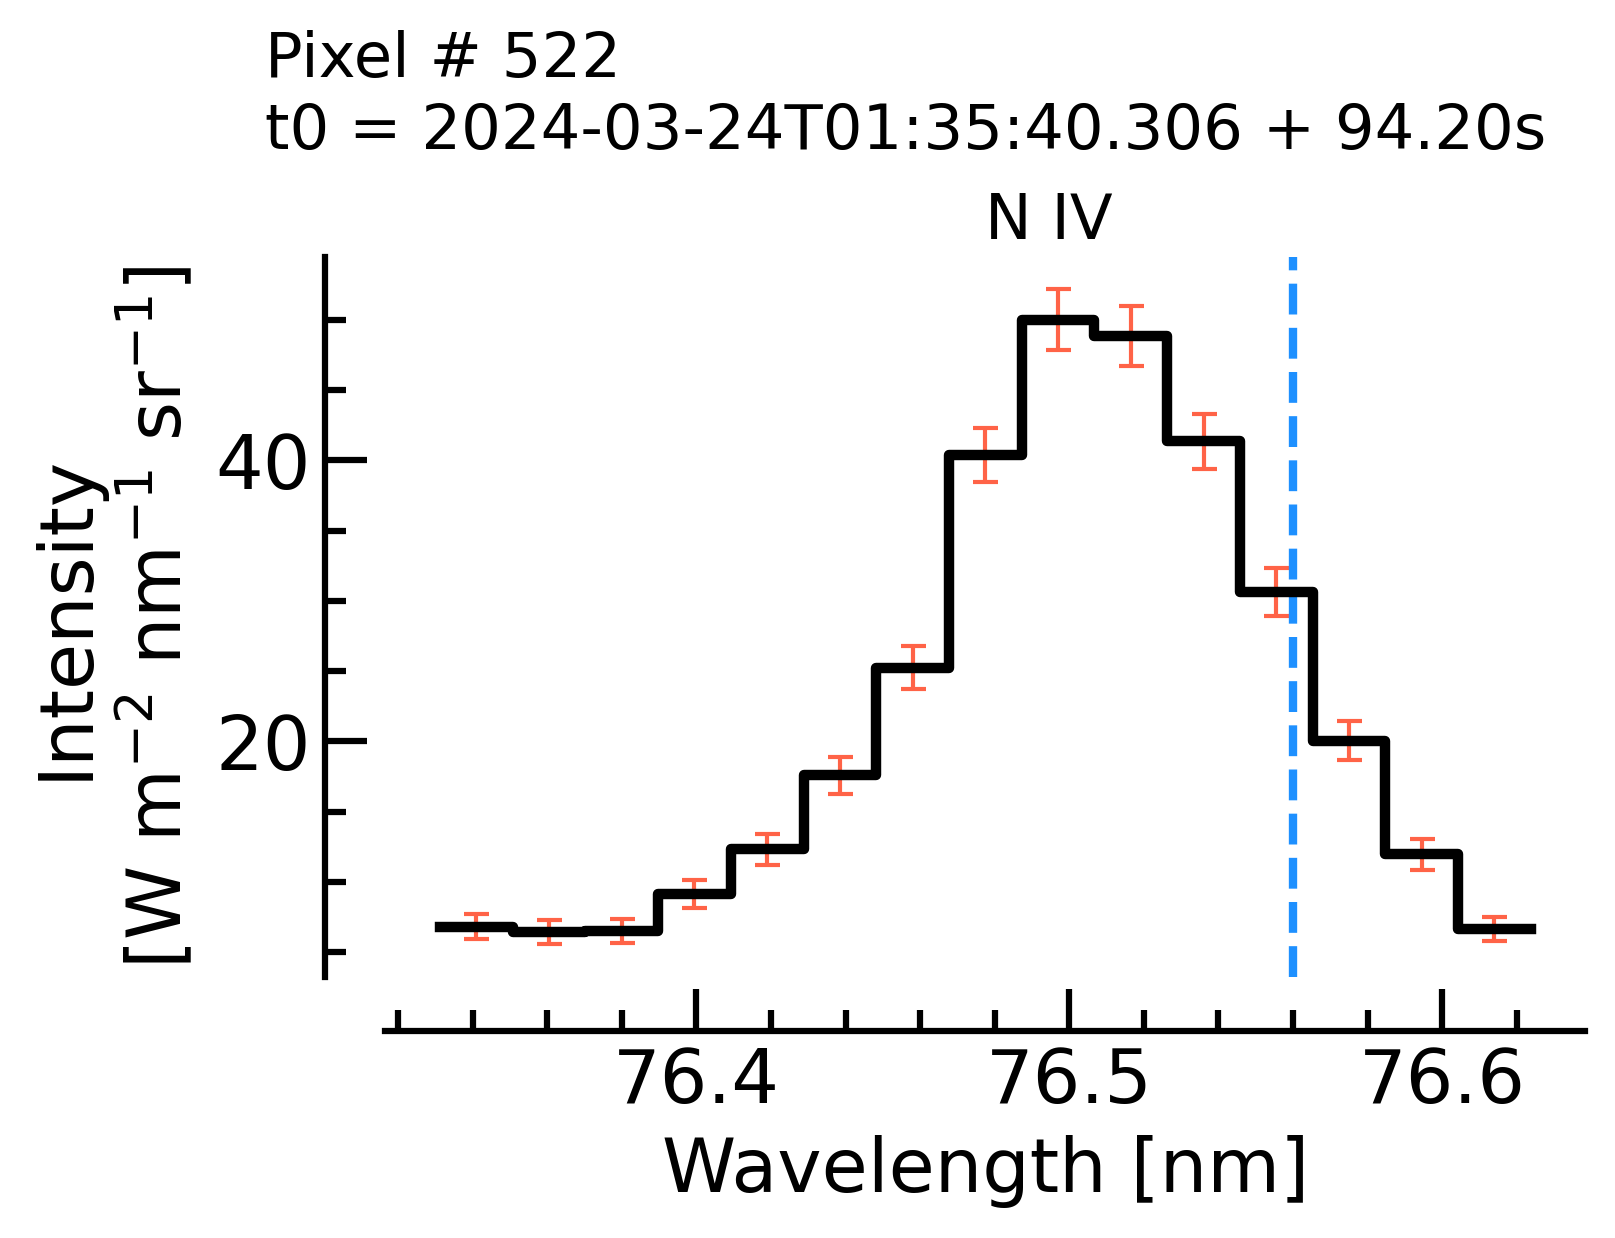 Pixel # 522
t0 = 2024-03-24T01:35:40.306 + 94.20s
N IV
Intensity
[W m⁻² nm⁻¹ sr⁻¹]
40
20
76.4 76.5 76.6
Wavelength [nm]